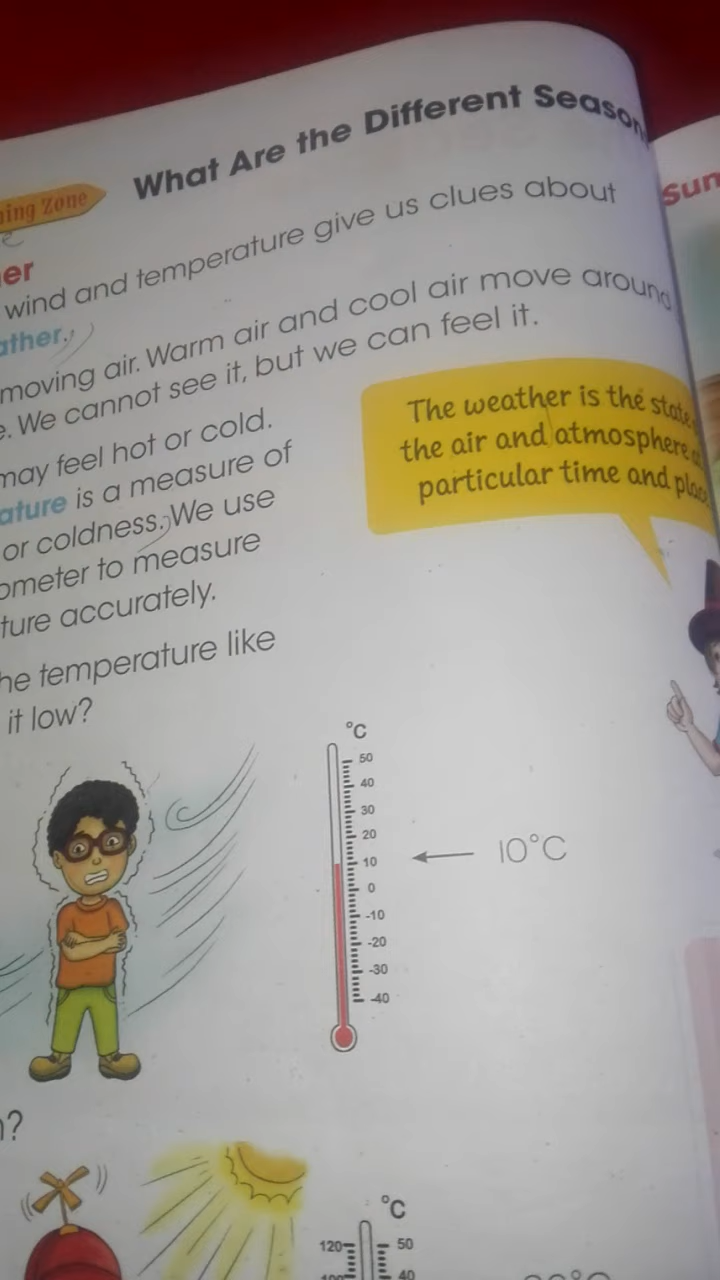 What Are the Different Season
ing Zone
er
wind and temperature give us clues about
ather.
moving air. Warm air and cool air move around
e. We cannot see it, but we can feel it.
may feel hot or cold.
ature is a measure of
or coldness. We use
ometer to measure
ture accurately.
The weather is the state
the air and atmosphere
particular time and place
he temperature like
it low?
°C
50
40
30
20
10
0
-10
-20
-30
-40
10°C
?
°C
120 50
40
Sun